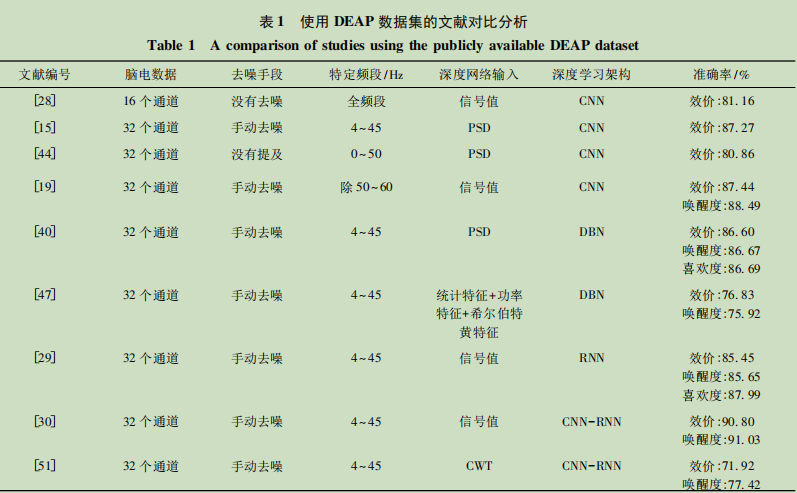 表 1 使用 DEAP 数据集的文献对比分析
Table 1 A comparison of studies using the publicly available DEAP dataset
文献编号 脑电数据 去噪手段 特定频段/Hz 深度网络输入 深度学习架构 准确率/%
[28] 16 个通道 没有去噪 全频段 信号值 CNN 效价:81.16
[15] 32 个通道 手动去噪 4~45 PSD CNN 效价:87.27
[44] 32 个通道 没有提及 0~50 PSD CNN 效价:80.86
[19] 32 个通道 手动去噪 除 50~60 信号值 CNN 效价:87.44
唤醒度:88.49
[40] 32 个通道 手动去噪 4~45 PSD DBN 效价:86.60
唤醒度:86.67
喜欢度:86.69
[47] 32 个通道 手动去噪 4~45 统计特征+功率 DBN 效价:76.83
特征+希尔伯特 唤醒度:75.92
黄特征
[29] 32 个通道 手动去噪 4~45 信号值 RNN 效价:85.45
唤醒度:85.65
喜欢度:87.99
[30] 32 个通道 手动去噪 4~45 信号值 CNN-RNN 效价:90.80
唤醒度:91.03
[51] 32 个通道 手动去噪 4~45 CWT CNN-RNN 效价:71.92
唤醒度:77.42